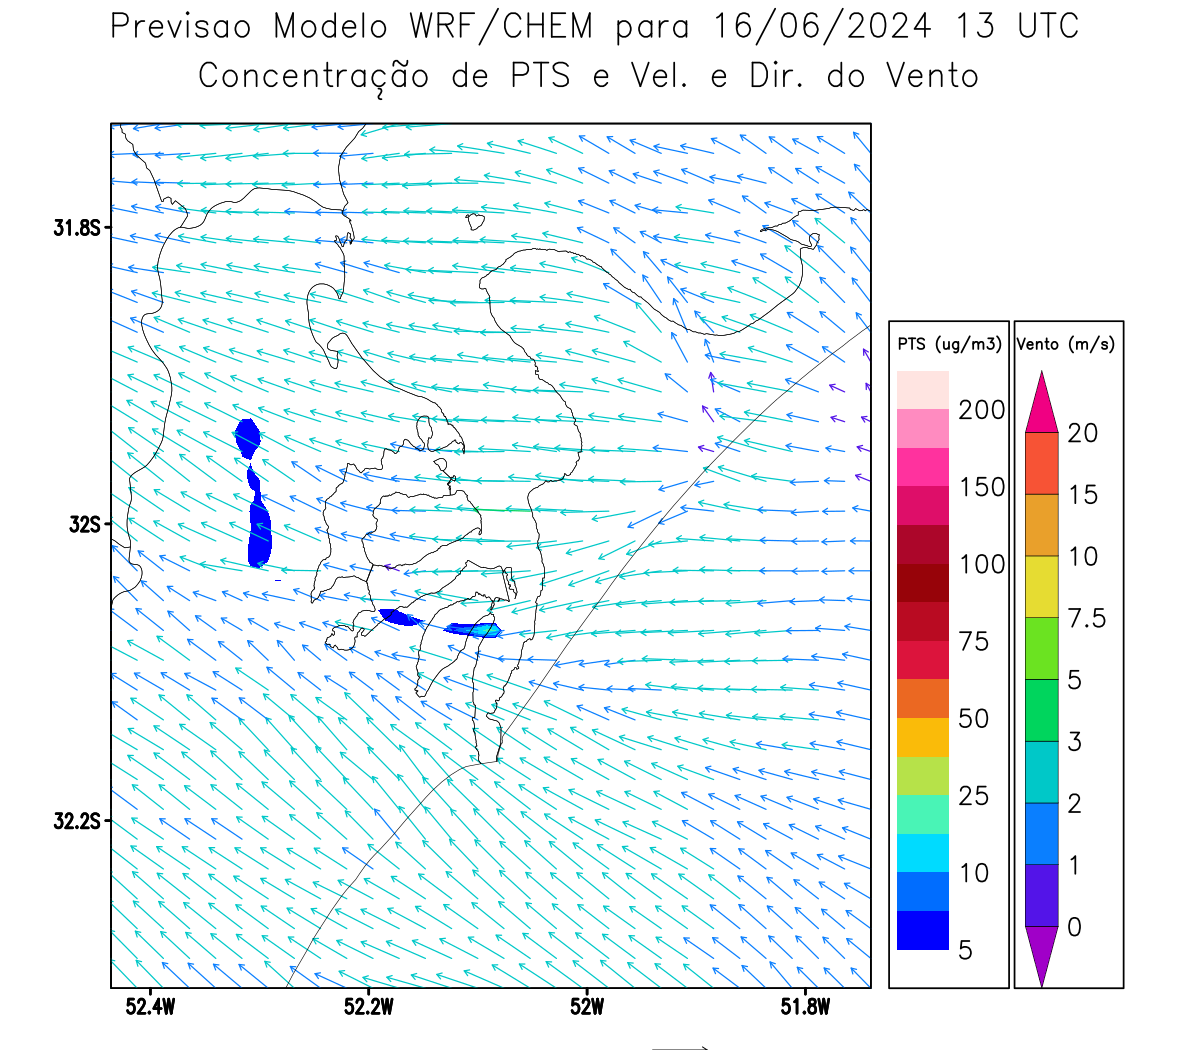 Previsao Modelo WRF/CHEM para 16/06/2024 13 UTC
Concentração de PTS e Vel. e Dir. do Vento
31.8S
32S
32.2S
52.4W
52.2W
52W
51.8W
PTS (ug/m3)
200
150
100
75
50
25
10
5
Vento (m/s)
20
15
10
7.5
5
3
2
1
0